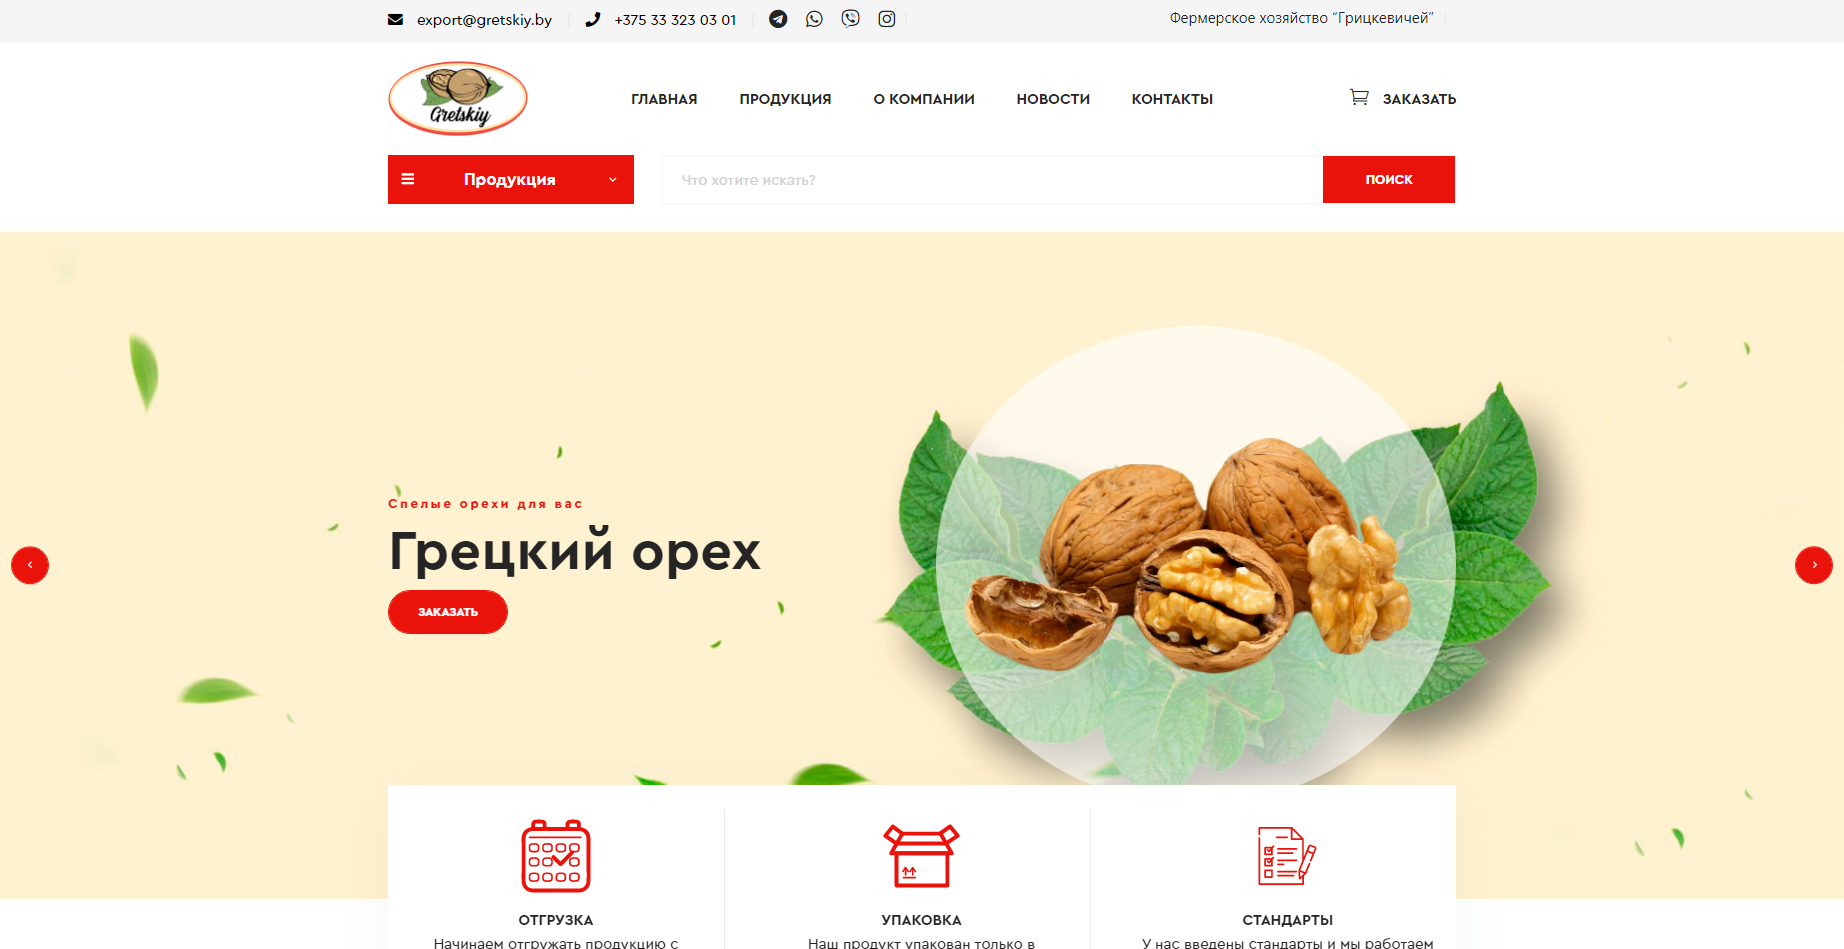 export@gretskiy.by
+375 33 323 03 01
Фермерское хозяйство “Грицкевичей”
Gretskiy
ГЛАВНАЯ
ПРОДУКЦИЯ
О КОМПАНИИ
НОВОСТИ
КОНТАКТЫ
ЗАКАЗАТЬ
Продукция
Что хотите искать?
ПОИСК
Спелые орехи для вас
Грецкий орех
ЗАКАЗАТЬ
ОТГРУЗКА
Начинаем отгружать продукцию с
УПАКОВКА
Наш продукт упакован только в
СТАНДАРТЫ
У нас введены стандарты и мы работаем